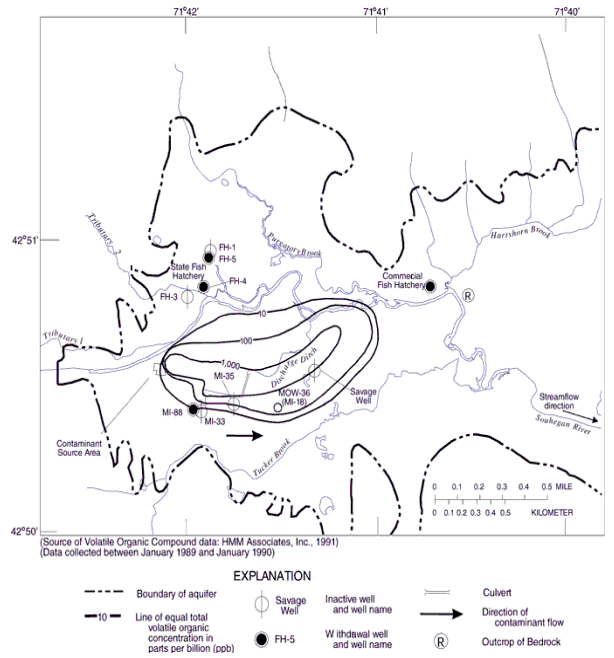 71°42' 71°41' 71°40'
42°51'
Tributary 2
FH-1
FH-5
State Fish
Hatchery
FH-4
FH-3
Purgatory Brook
Hartshorn Brook
Commecial
Fish Hatchery
R
Tributary 1
10
100
1,000
MI-35
Discharge Ditch
Savage
Well
MOW-36
(MI-18)
MI-88
MI-33
Contaminant
Source Area
Tucker Brook
Streamflow
direction
Souhegan River
0 0.1 0.2 0.3 0.4 0.5 MILE
0 0.1 0.2 0.3 0.4 0.5
KILOMETER
42°50'
(Source of Volatile Organic Compound data: HMM Associates, Inc., 1991)
(Data collected between January 1989 and January 1990)
EXPLANATION
Boundary of aquifer
10 Line of equal total
volatile organic
concentration in
parts per billion (ppb)
Savage
Well
Inactive well
and well name
FH-5
Withdawal well
and well name
Culvert
Direction of
contaminant flow
R Outcrop of Bedrock